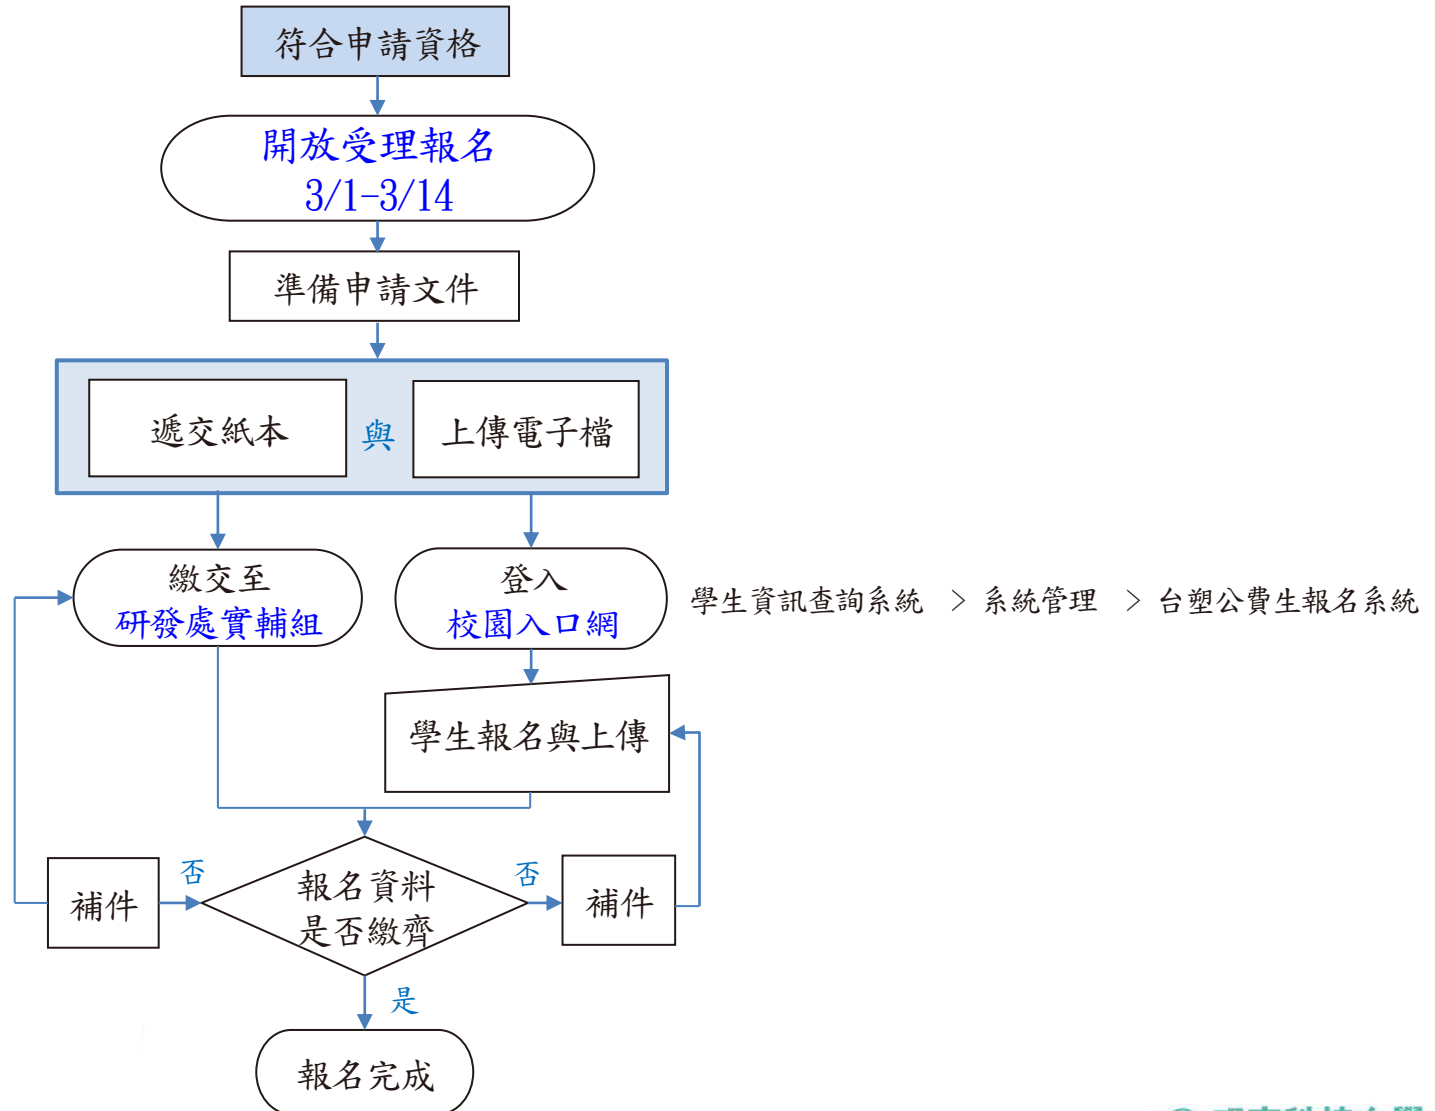 符合申請資格
開放受理報名
3/1-3/14
準備申請文件
遞交紙本 與 上傳電子檔
繳交至
研發處實輔組
登入
校園入口網
學生資訊查詢系統 > 系統管理 > 台塑公費生報名系統
學生報名與上傳
補件
否
報名資料
是否繳齊
否
補件
是
報名完成